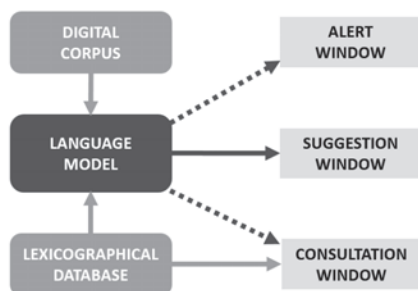 DIGITAL
CORPUS
ALERT
WINDOW
LANGUAGE
MODEL
SUGGESTION
WINDOW
LEXICOGRAPHICAL
DATABASE
CONSULTATION
WINDOW